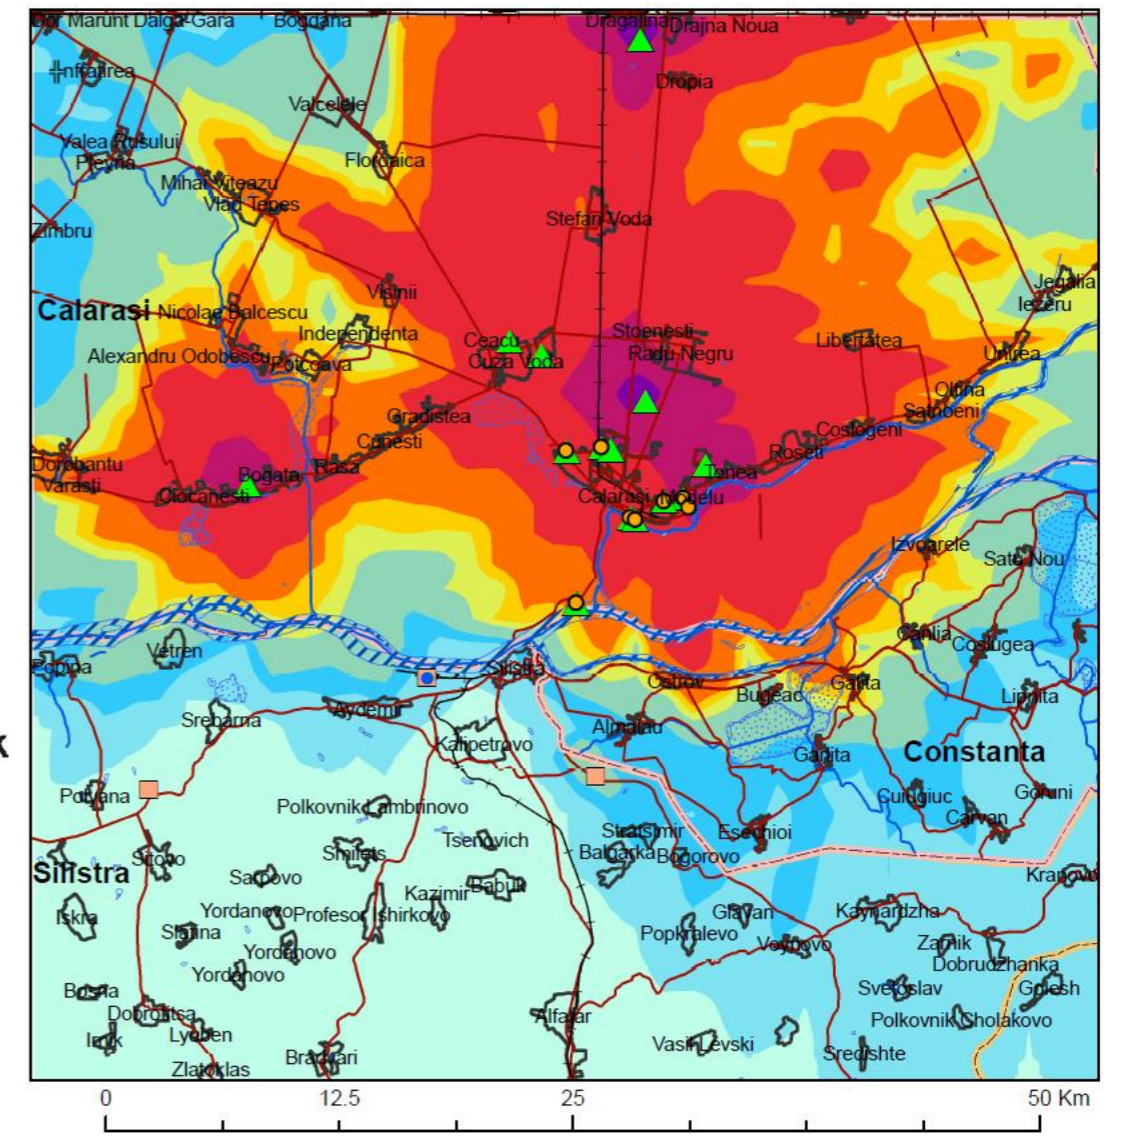 Dor Marunt Dalga-Gara
Bogdana
Dragalina
Drajna Noua
Infratirea
Dropia
Valcelele
Valea Rusului
Plevna
Floroaica
Mihai Viteazu
Vlad Tepes
Stefan Voda
Zimbru
Jegalia
Iezeru
Visinii
Calarasi
Nicolae Balcescu
Independenta
Stoenesti
Ceacu
Libertatea
Radu Negru
Unirea
Alexandru Odobescu
Potcoava
Cuza Voda
Oltina
Satnoeni
Gradistea
Coslogeni
Cunesti
Roseti
Dorobantu
Rasa
Bogata
Tonea
Varasti
Ciocanesti
Calarasi
Modelu
Izvoarele
Satu Nou
Canlia
Coslugea
Vetren
Popina
Silistra
Ostrov
Galita
Bugeac
Lipnita
Aydemir
Srebarna
Almalau
Kalipetrovo
k
Garlita
Constanta
Polyana
Cuiugiuc
Goruni
Polkovnik Lambrinovo
Carvan
Stratsimir
Esechioi
Tsenovich
Smilets
Balgarka
Bogorovo
Sitovo
Silistra
Sarpovo
Kranovo
Kazimir
Babuk
Iskra
Yordanovo
Profesor Ishirkovo
Glavan
Kaynardzha
Slatina
Popkralevo
Voynovo
Zarnik
Yordanovo
Dobrudzhanka
Yordanovo
Bosna
Svetoslav
Golesh
Dobrotitsa
Alfatar
Polkovnik Cholakovo
Irnik
Lyuben
Vasil Levski
Bradvari
Sredishte
Zlatoklas
0
12.5
25
50 Km